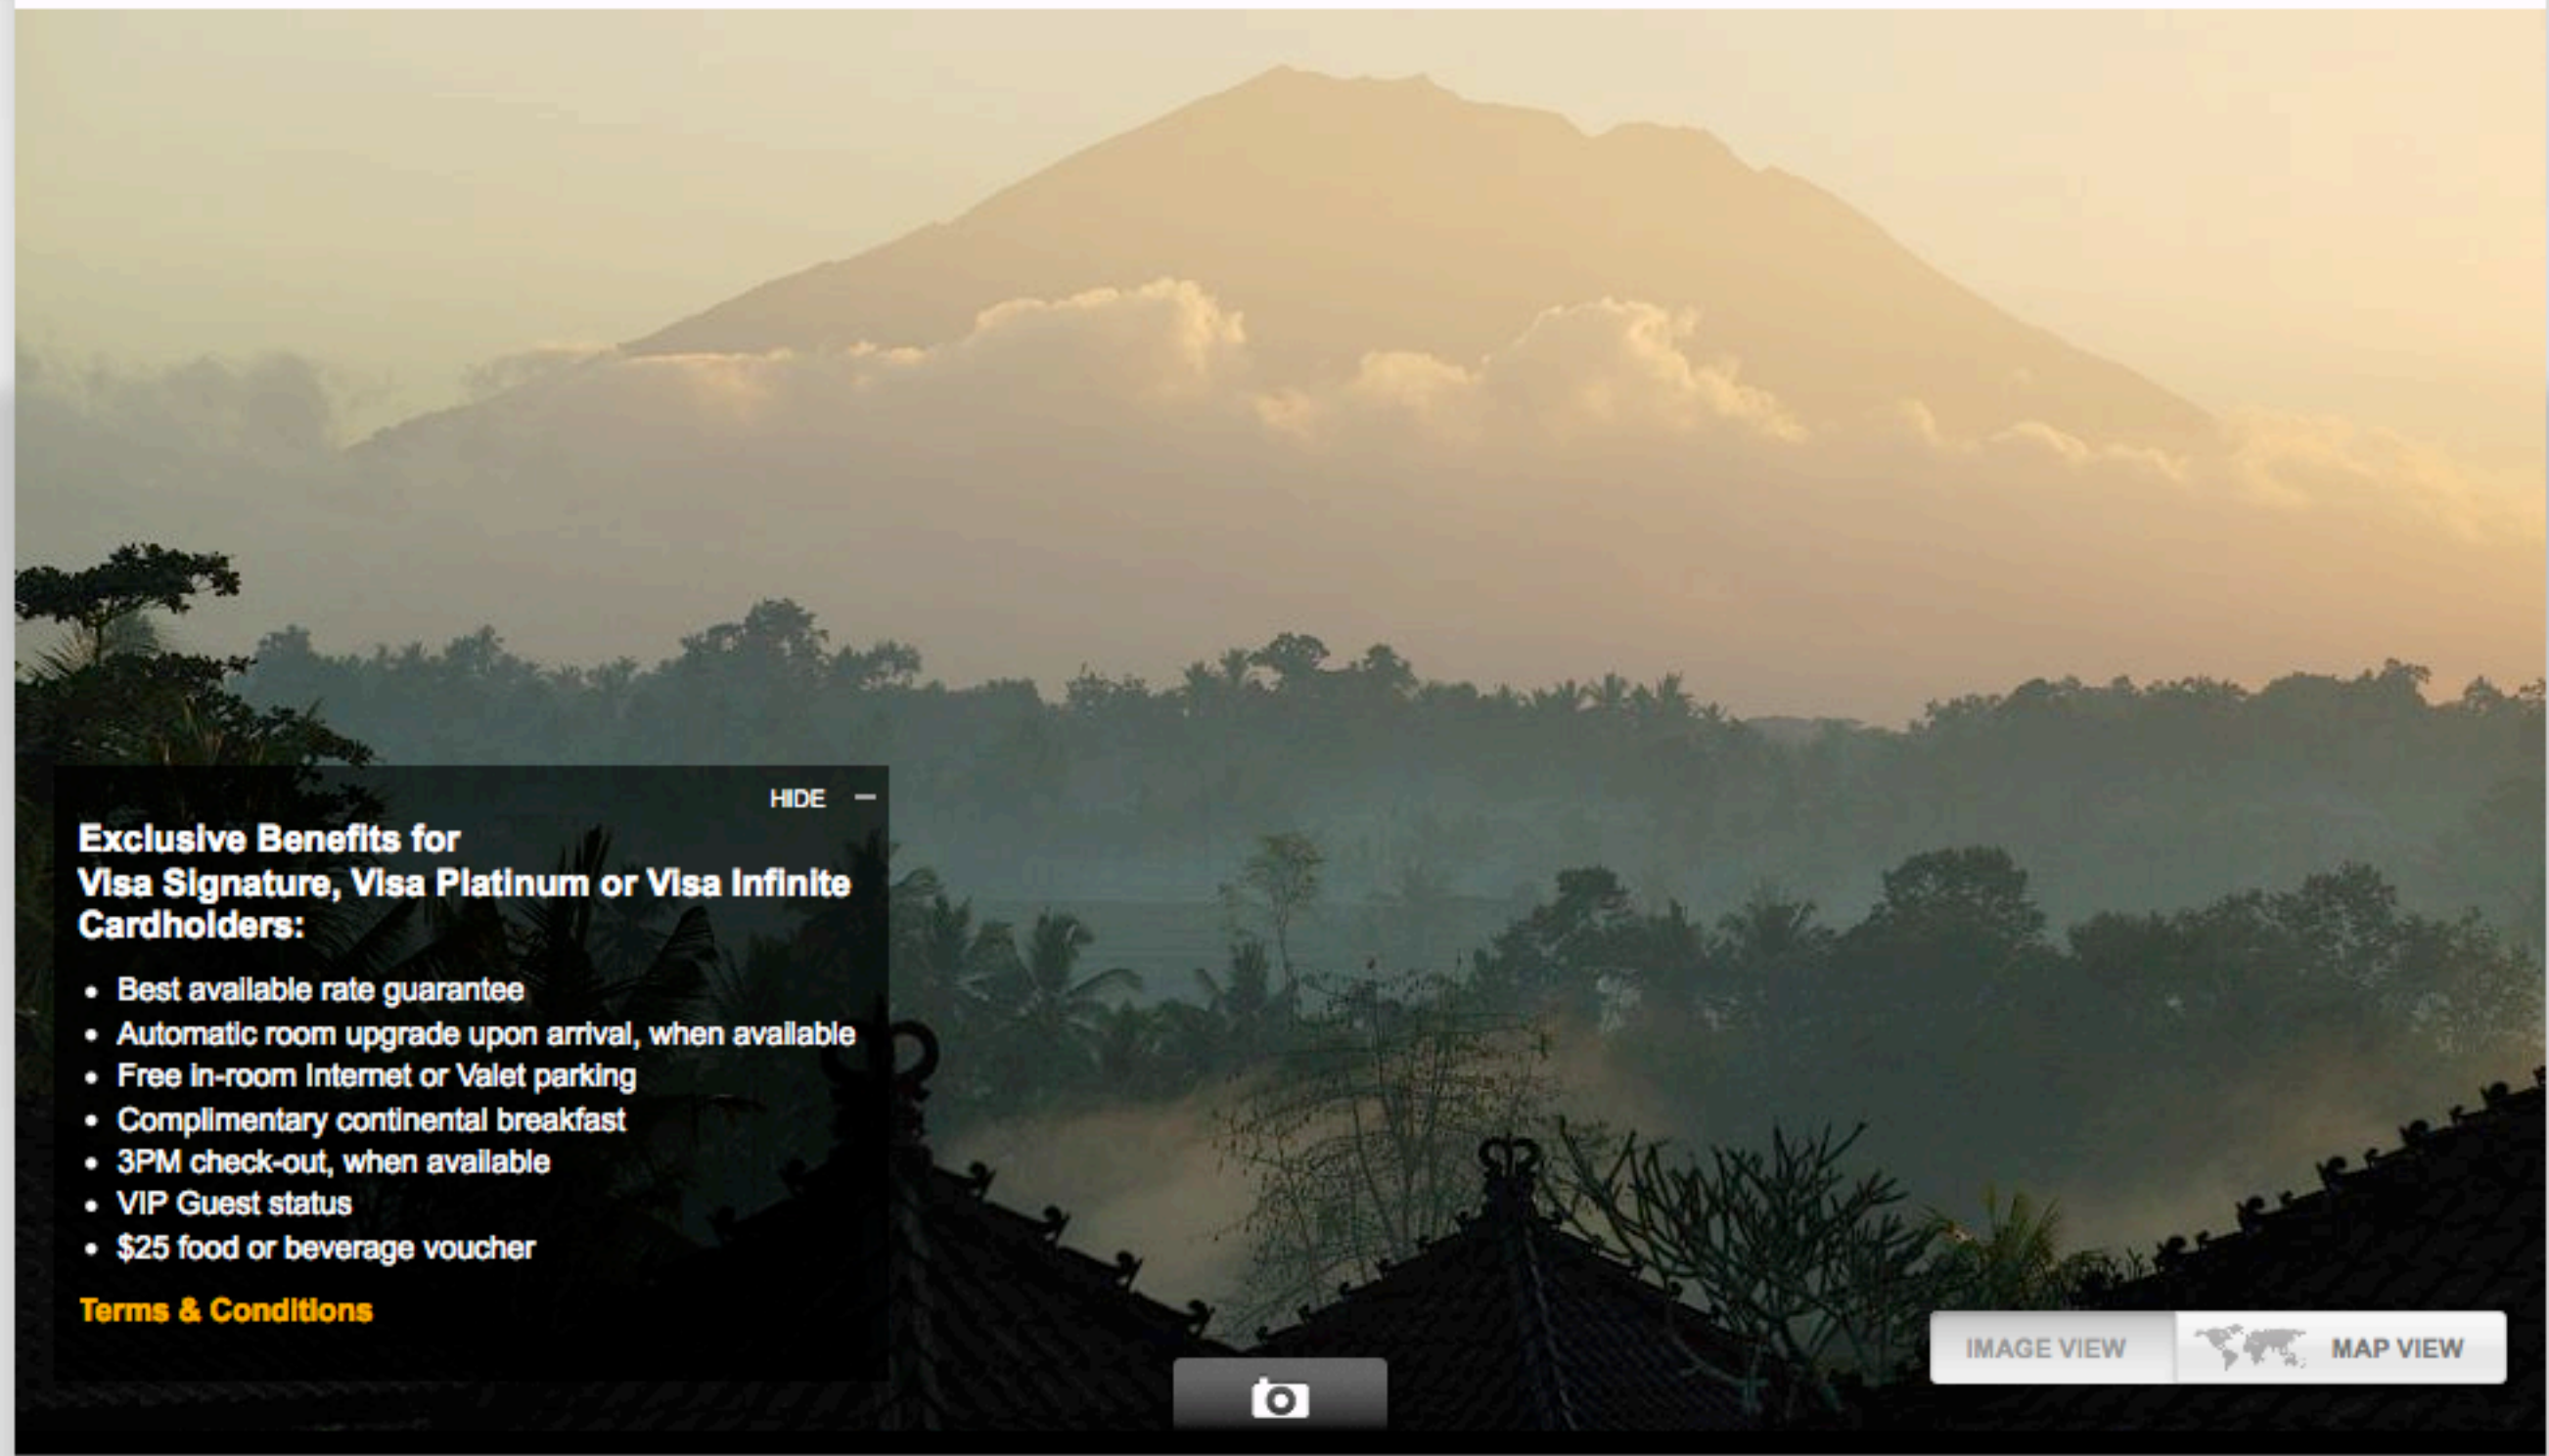 HIDE
Exclusive Benefits for
Visa Signature, Visa Platinum or Visa Infinite
Cardholders:
• Best available rate guarantee
• Automatic room upgrade upon arrival, when available
• Free in-room Internet or Valet parking
• Complimentary continental breakfast
• 3PM check-out, when available
• VIP Guest status
• $25 food or beverage voucher
Terms & Conditions
IMAGE VIEW MAP VIEW